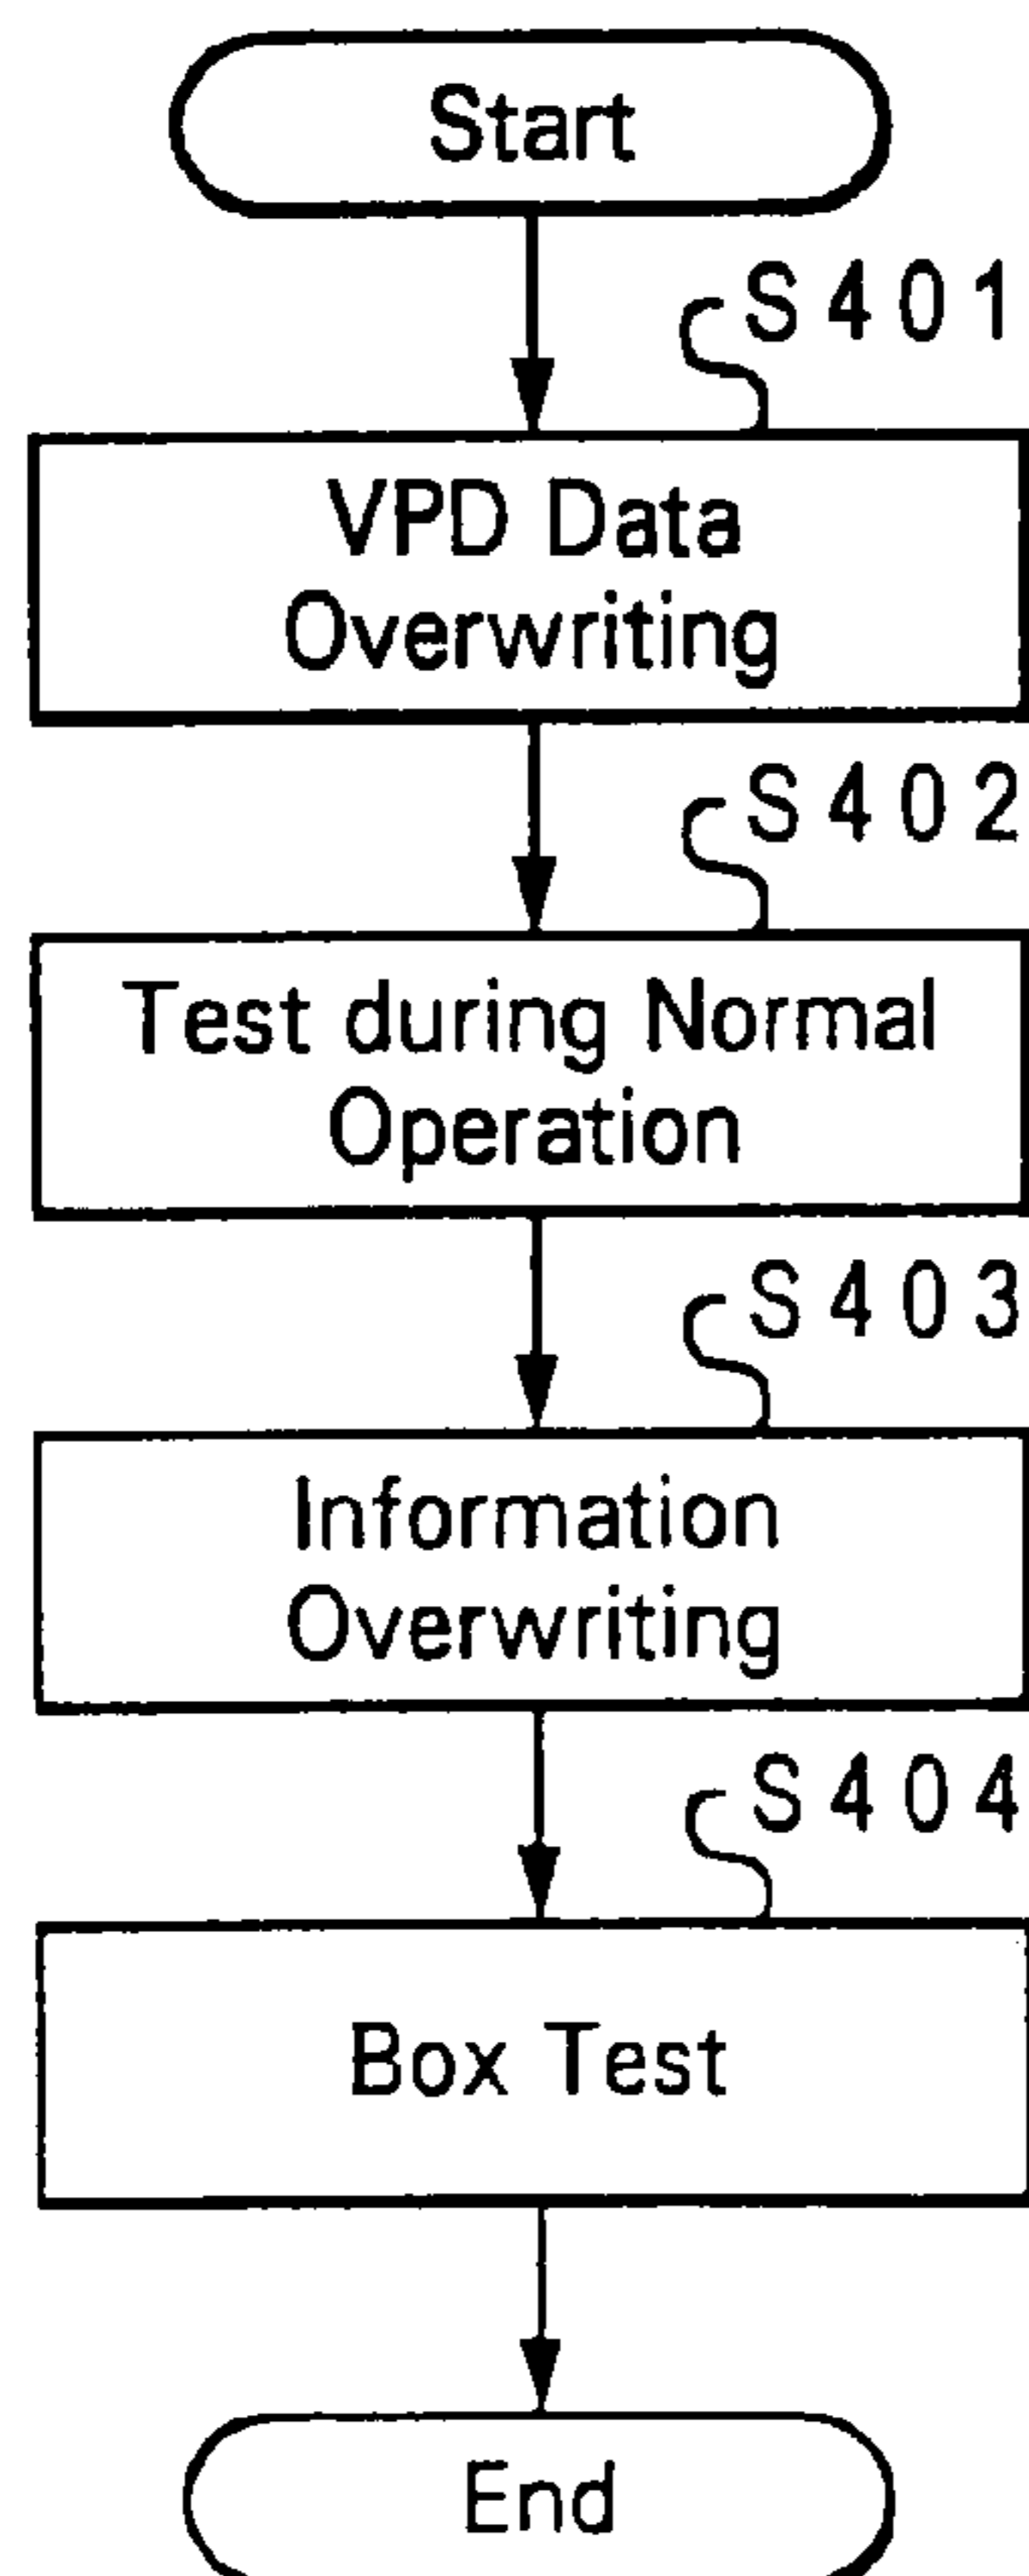 Start
S401
VPD Data
Overwriting
S402
Test during Normal
Operation
S403
Information
Overwriting
S404
Box Test
End